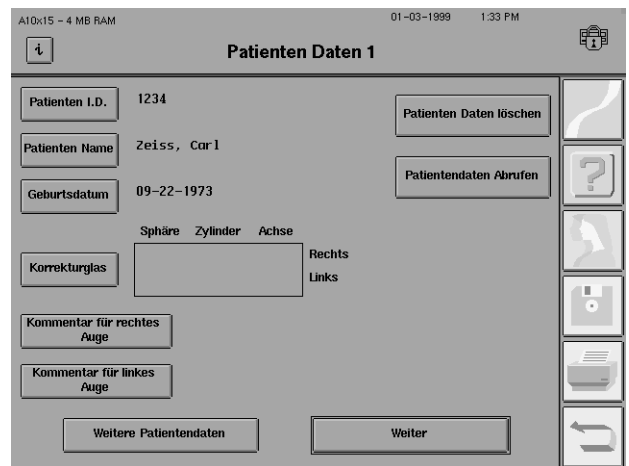 A10x15 - 4 MB RAM
01-03-1999 1:33 PM
i
Patienten Daten 1
Patienten I.D.
1234
Patienten Daten löschen
Patienten Name
Zeiss, Carl
Patientendaten Abrufen
Geburtsdatum
09-22-1973
Sphäre Zylinder Achse
Korrekturglas
Rechts
Links
Kommentar für rechtes
Auge
Kommentar für linkes
Auge
Weitere Patientendaten
Weiter
?